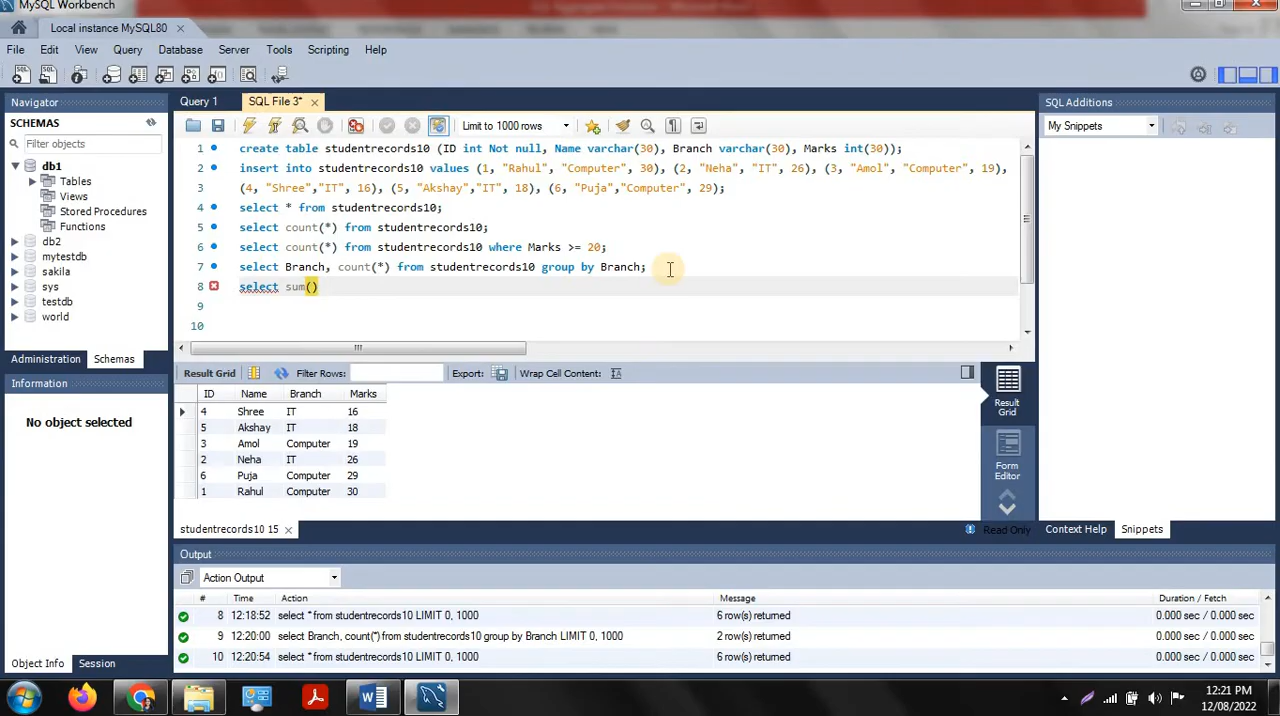 MySQL Workbench
Local instance MySQL80 ×
File Edit View Query Database Server Tools Scripting Help
Navigator
SCHEMAS
Filter objects
db1
Tables
Views
Stored Procedures
Functions
db2
mytestdb
sakila
sys
testdb
world
Administration Schemas
Information
No object selected
Object Info Session
Query 1 SQL File 3* ×
Limit to 1000 rows
1 create table studentrecords10 (ID int Not null, Name varchar(30), Branch varchar(30), Marks int(30));
2 insert into studentrecords10 values (1, "Rahul", "Computer", 30), (2, "Neha", "IT", 26), (3, "Amol", "Computer", 19),
3 (4, "Shree","IT", 16), (5, "Akshay","IT", 18), (6, "Puja","Computer", 29);
4 select * from studentrecords10;
5 select count(*) from studentrecords10;
6 select count(*) from studentrecords10 where Marks >= 20;
7 select Branch, count(*) from studentrecords10 group by Branch;
8 select sum()
9
10
Result Grid Filter Rows: Export: Wrap Cell Content:
ID Name Branch Marks
4 Shree IT 16
5 Akshay IT 18
3 Amol Computer 19
2 Neha IT 26
6 Puja Computer 29
1 Rahul Computer 30
Result Grid
Form Editor
studentrecords10 15 ×
Read Only
SQL Additions
My Snippets
Context Help Snippets
Output
Action Output
# Time Action Message Duration / Fetch
8 12:18:52 select * from studentrecords10 LIMIT 0, 1000 6 row(s) returned 0.000 sec / 0.000 sec
9 12:20:00 select Branch, count(*) from studentrecords10 group by Branch LIMIT 0, 1000 2 row(s) returned 0.000 sec / 0.000 sec
10 12:20:54 select * from studentrecords10 LIMIT 0, 1000 6 row(s) returned 0.000 sec / 0.000 sec
12:21 PM
12/08/2022